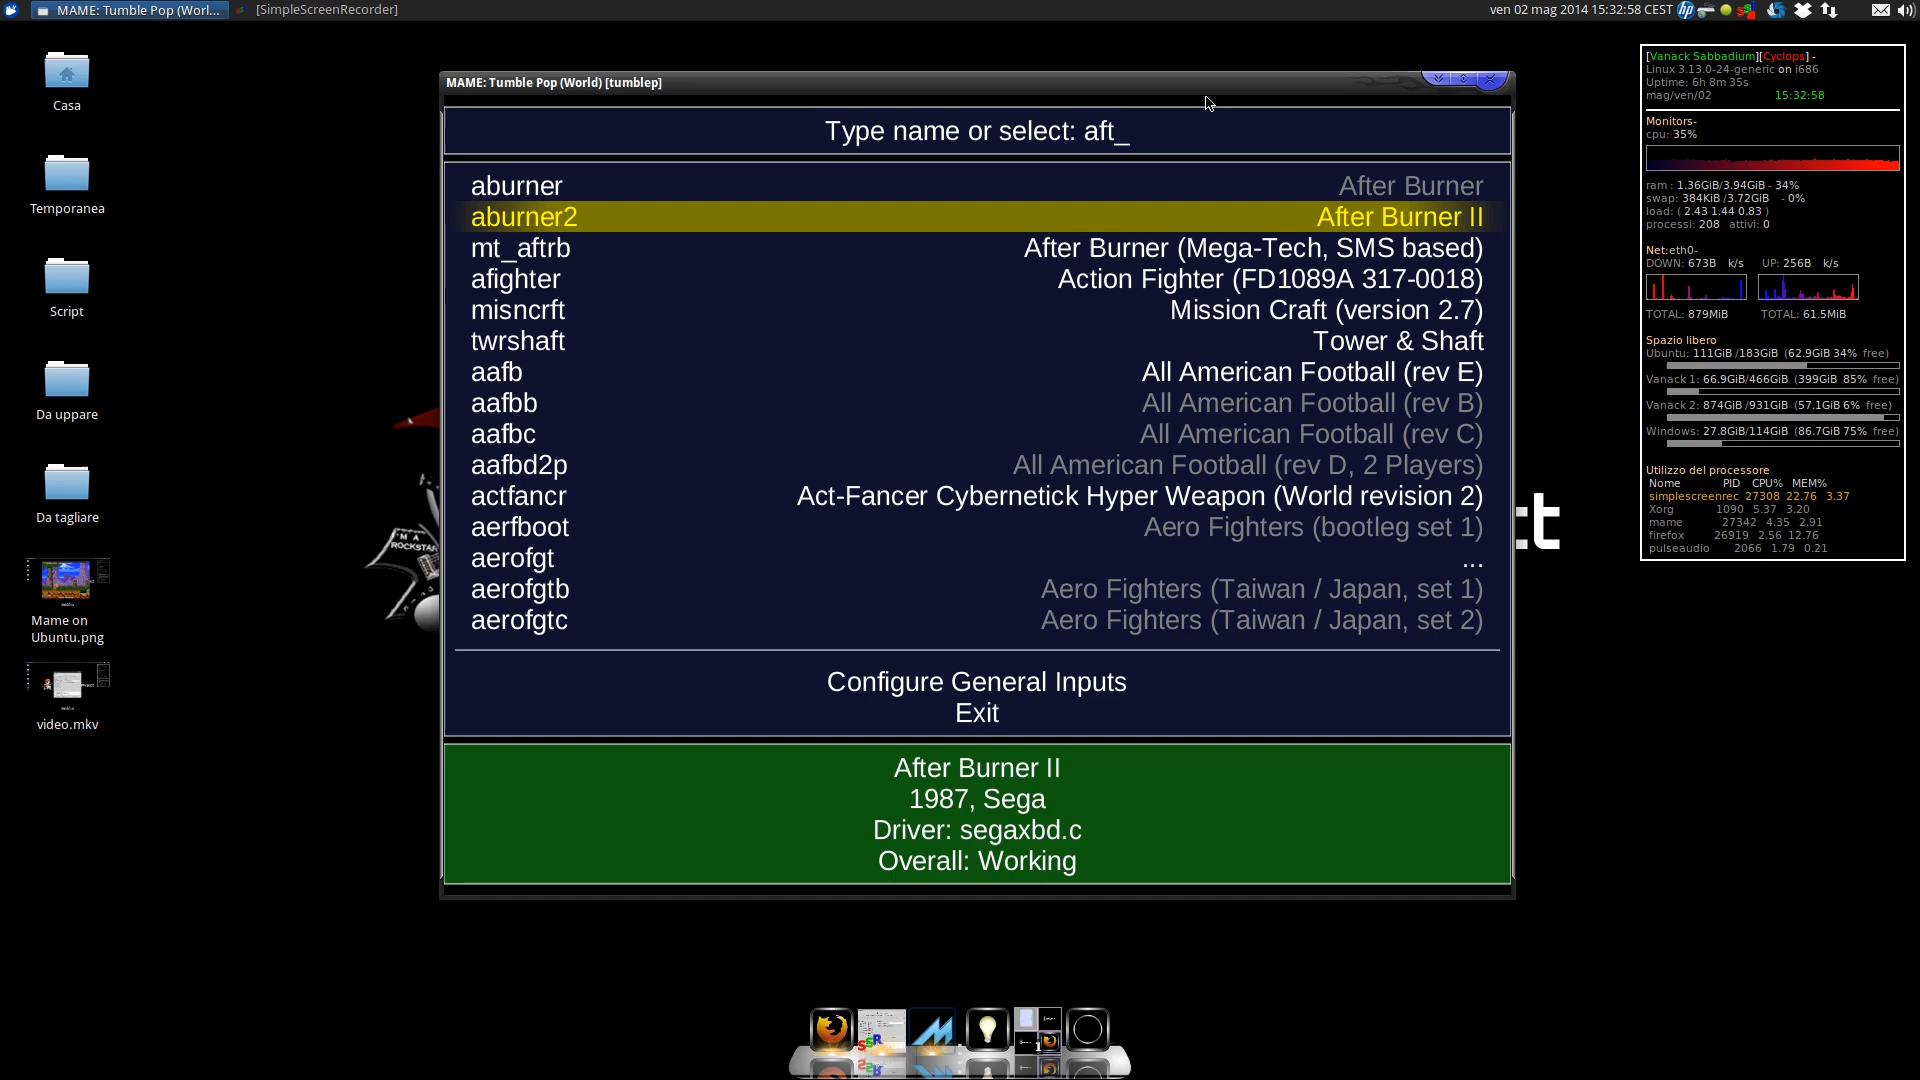 MAME: Tumble Pop (Worl...
[SimpleScreenRecorder]
ven 02 mag 2014 15:32:58 CEST
Casa
Temporanea
Script
Da uppare
Da tagliare
Mame on
Ubuntu.png
video.mkv
I'M A
ROCKSTAR
MAME: Tumble Pop (World) [tumblep]
Type name or select: aft_
aburner After Burner
aburner2 After Burner II
mt_aftrb After Burner (Mega-Tech, SMS based)
afighter Action Fighter (FD1089A 317-0018)
misncrft Mission Craft (version 2.7)
twrshaft Tower & Shaft
aafb All American Football (rev E)
aafbb All American Football (rev B)
aafbc All American Football (rev C)
aafbd2p All American Football (rev D, 2 Players)
actfancr Act-Fancer Cybernetick Hyper Weapon (World revision 2)
aerfboot Aero Fighters (bootleg set 1)
aerofgt ...
aerofgtb Aero Fighters (Taiwan / Japan, set 1)
aerofgtc Aero Fighters (Taiwan / Japan, set 2)
Configure General Inputs
Exit
After Burner II
1987, Sega
Driver: segaxbd.c
Overall: Working
[Vanack Sabbadium][Cyclops] -
Linux 3.13.0-24-generic on i686
Uptime: 6h 8m 35s
mag/ven/02 15:32:58
Monitors-
cpu: 35%
ram : 1.36GiB/3.94GiB - 34%
swap: 384KiB /3.72GiB - 0%
load: ( 2.43 1.44 0.83 )
processi: 208 attivi: 0
Net:eth0-
DOWN: 673B k/s UP: 256B k/s
TOTAL: 879MiB TOTAL: 61.5MiB
Spazio libero
Ubuntu: 111GiB /183GiB (62.9GiB 34% free)
Vanack 1: 66.9GiB/466GiB (399GiB 85% free)
Vanack 2: 874GiB /931GiB (57.1GiB 6% free)
Windows: 27.8GiB/114GiB (86.7GiB 75% free)
Utilizzo del processore
Nome PID CPU% MEM%
simplescreenrec 27308 22.76 3.37
Xorg 1090 5.37 3.20
mame 27342 4.35 2.91
firefox 26919 2.56 12.76
pulseaudio 2066 1.79 0.21